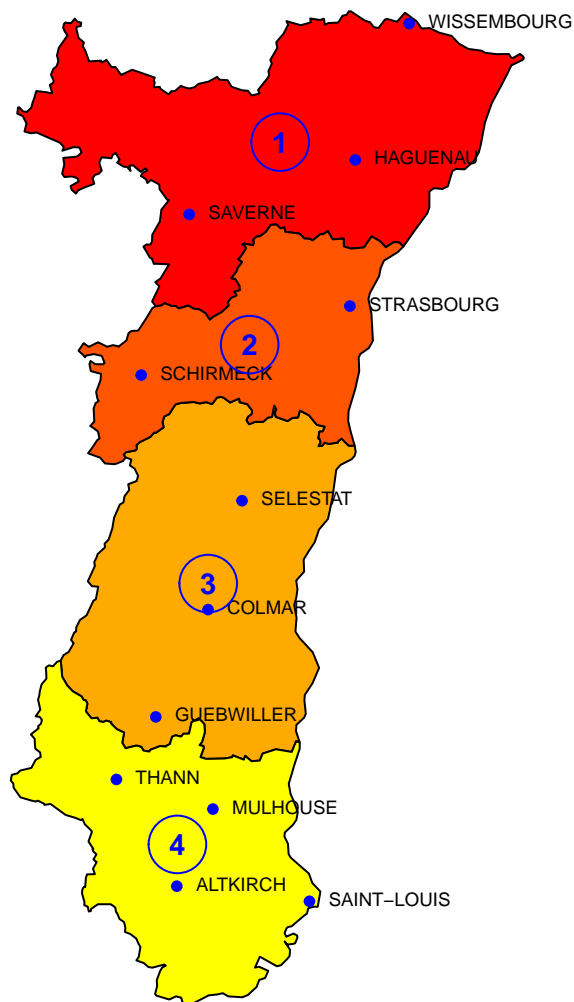 WISSEMBOURG
1
HAGUENAU
SAVERNE
STRASBOURG
2
SCHIRMECK
SELESTAT
3
COLMAR
GUEBWILLER
THANN
MULHOUSE
4
ALTKIRCH
SAINT−LOUIS